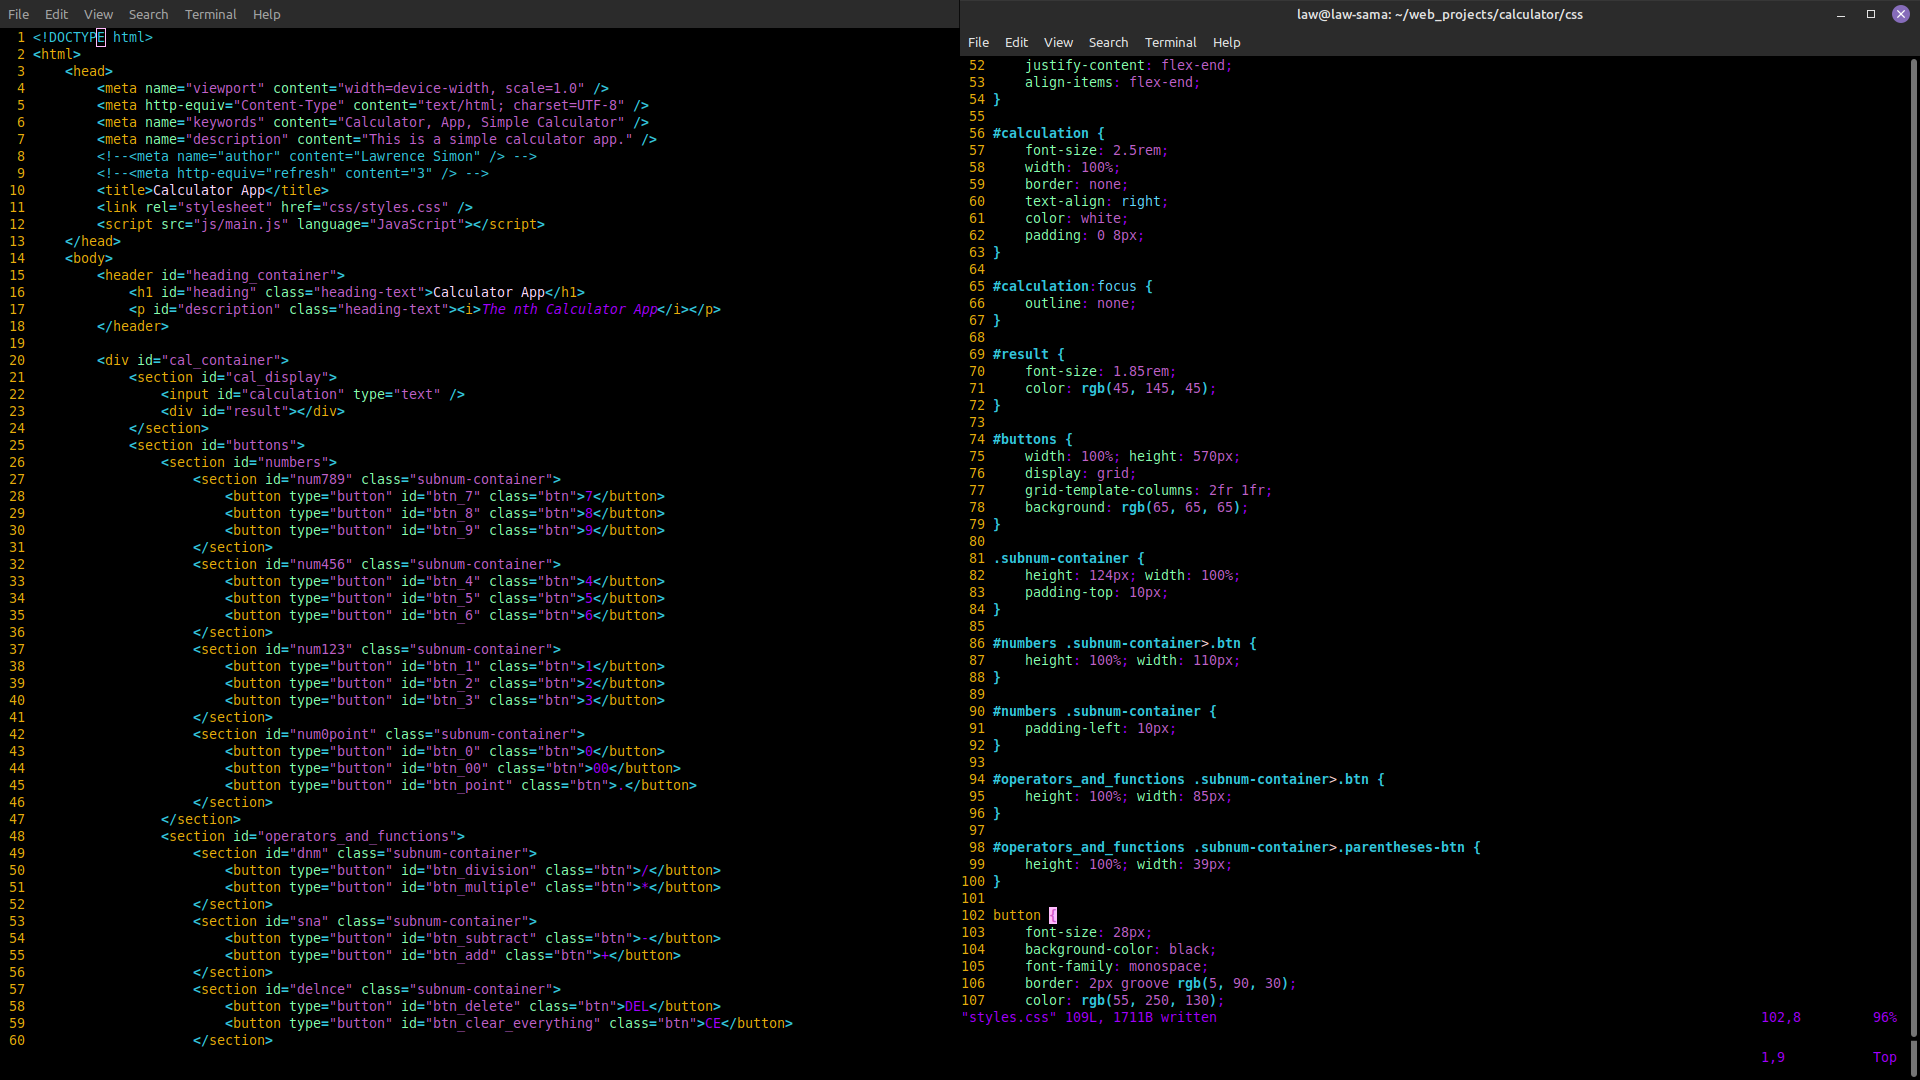 File Edit View Search Terminal Help
1 <!DOCTYPE html>
2 <html>
3     <head>
4         <meta name="viewport" content="width=device-width, scale=1.0" />
5         <meta http-equiv="Content-Type" content="text/html; charset=UTF-8" />
6         <meta name="keywords" content="Calculator, App, Simple Calculator" />
7         <meta name="description" content="This is a simple calculator app." />
8         <!--<meta name="author" content="Lawrence Simon" /> -->
9         <!--<meta http-equiv="refresh" content="3" /> -->
10         <title>Calculator App</title>
11         <link rel="stylesheet" href="css/styles.css" />
12         <script src="js/main.js" language="JavaScript"></script>
13     </head>
14     <body>
15         <header id="heading_container">
16             <h1 id="heading" class="heading-text">Calculator App</h1>
17             <p id="description" class="heading-text"><i>The nth Calculator App</i></p>
18         </header>
19
20         <div id="cal_container">
21             <section id="cal_display">
22                 <input id="calculation" type="text" />
23                 <div id="result"></div>
24             </section>
25             <section id="buttons">
26                 <section id="numbers">
27                     <section id="num789" class="subnum-container">
28                         <button type="button" id="btn_7" class="btn">7</button>
29                         <button type="button" id="btn_8" class="btn">8</button>
30                         <button type="button" id="btn_9" class="btn">9</button>
31                     </section>
32                     <section id="num456" class="subnum-container">
33                         <button type="button" id="btn_4" class="btn">4</button>
34                         <button type="button" id="btn_5" class="btn">5</button>
35                         <button type="button" id="btn_6" class="btn">6</button>
36                     </section>
37                     <section id="num123" class="subnum-container">
38                         <button type="button" id="btn_1" class="btn">1</button>
39                         <button type="button" id="btn_2" class="btn">2</button>
40                         <button type="button" id="btn_3" class="btn">3</button>
41                     </section>
42                     <section id="num0point" class="subnum-container">
43                         <button type="button" id="btn_0" class="btn">0</button>
44                         <button type="button" id="btn_00" class="btn">00</button>
45                         <button type="button" id="btn_point" class="btn">.</button>
46                     </section>
47                 </section>
48                 <section id="operators_and_functions">
49                     <section id="dnm" class="subnum-container">
50                         <button type="button" id="btn_division" class="btn">/</button>
51                         <button type="button" id="btn_multiple" class="btn">*</button>
52                     </section>
53                     <section id="sna" class="subnum-container">
54                         <button type="button" id="btn_subtract" class="btn">-</button>
55                         <button type="button" id="btn_add" class="btn">+</button>
56                     </section>
57                     <section id="delnce" class="subnum-container">
58                         <button type="button" id="btn_delete" class="btn">DEL</button>
59                         <button type="button" id="btn_clear_everything" class="btn">CE</button>
60                     </section>
law@law-sama: ~/web_projects/calculator/css
File Edit View Search Terminal Help
52     justify-content: flex-end;
53     align-items: flex-end;
54 }
55
56 #calculation {
57     font-size: 2.5rem;
58     width: 100%;
59     border: none;
60     text-align: right;
61     color: white;
62     padding: 0 8px;
63 }
64
65 #calculation:focus {
66     outline: none;
67 }
68
69 #result {
70     font-size: 1.85rem;
71     color: rgb(45, 145, 45);
72 }
73
74 #buttons {
75     width: 100%; height: 570px;
76     display: grid;
77     grid-template-columns: 2fr 1fr;
78     background: rgb(65, 65, 65);
79 }
80
81 .subnum-container {
82     height: 124px; width: 100%;
83     padding-top: 10px;
84 }
85
86 #numbers .subnum-container>.btn {
87     height: 100%; width: 110px;
88 }
89
90 #numbers .subnum-container {
91     padding-left: 10px;
92 }
93
94 #operators_and_functions .subnum-container>.btn {
95     height: 100%; width: 85px;
96 }
97
98 #operators_and_functions .subnum-container>.parentheses-btn {
99     height: 100%; width: 39px;
100 }
101
102 button {
103     font-size: 28px;
104     background-color: black;
105     font-family: monospace;
106     border: 2px groove rgb(5, 90, 30);
107     color: rgb(55, 250, 130);
"styles.css" 109L, 1711B written 102,8 96%
1,9 Top